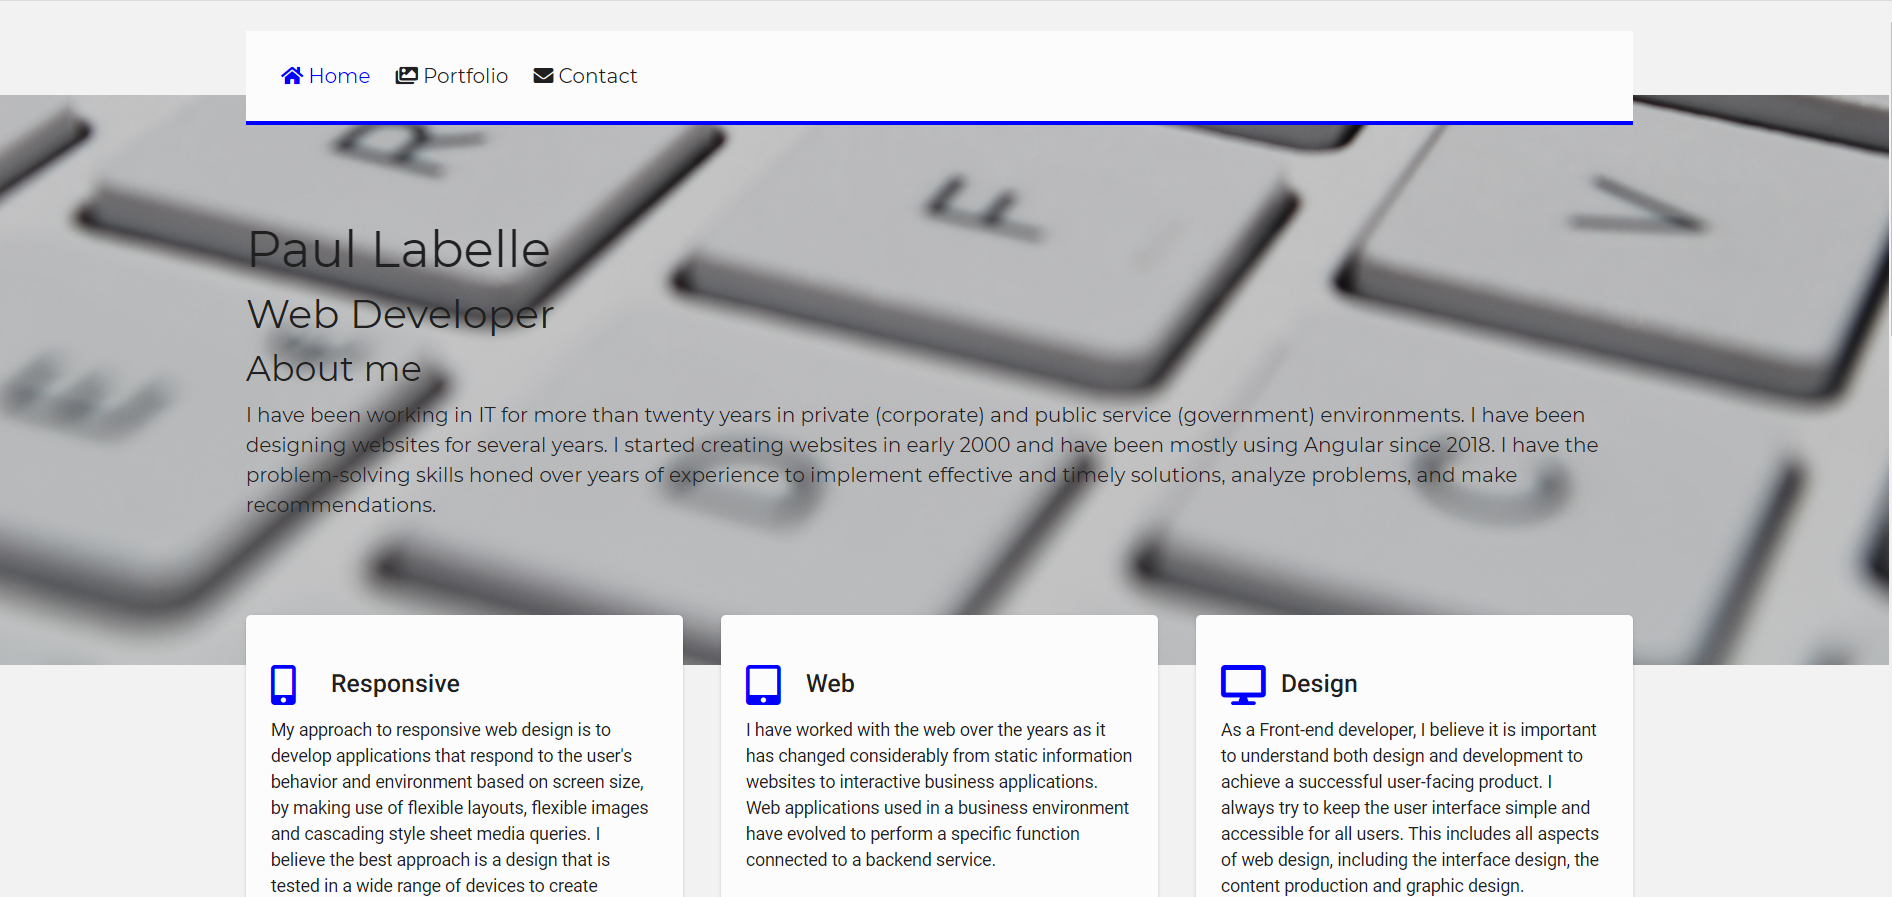 Home Portfolio Contact
R F V
Paul Labelle
Web Developer
About me
I have been working in IT for more than twenty years in private (corporate) and public service (government) environments. I have been
designing websites for several years. I started creating websites in early 2000 and have been mostly using Angular since 2018. I have the
problem-solving skills honed over years of experience to implement effective and timely solutions, analyze problems, and make
recommendations.
E D C
Responsive
My approach to responsive web design is to
develop applications that respond to the user's
behavior and environment based on screen size,
by making use of flexible layouts, flexible images
and cascading style sheet media queries. I
believe the best approach is a design that is
tested in a wide range of devices to create
Web
I have worked with the web over the years as it
has changed considerably from static information
websites to interactive business applications.
Web applications used in a business environment
have evolved to perform a specific function
connected to a backend service.
Design
As a Front-end developer, I believe it is important
to understand both design and development to
achieve a successful user-facing product. I
always try to keep the user interface simple and
accessible for all users. This includes all aspects
of web design, including the interface design, the
content production and graphic design.